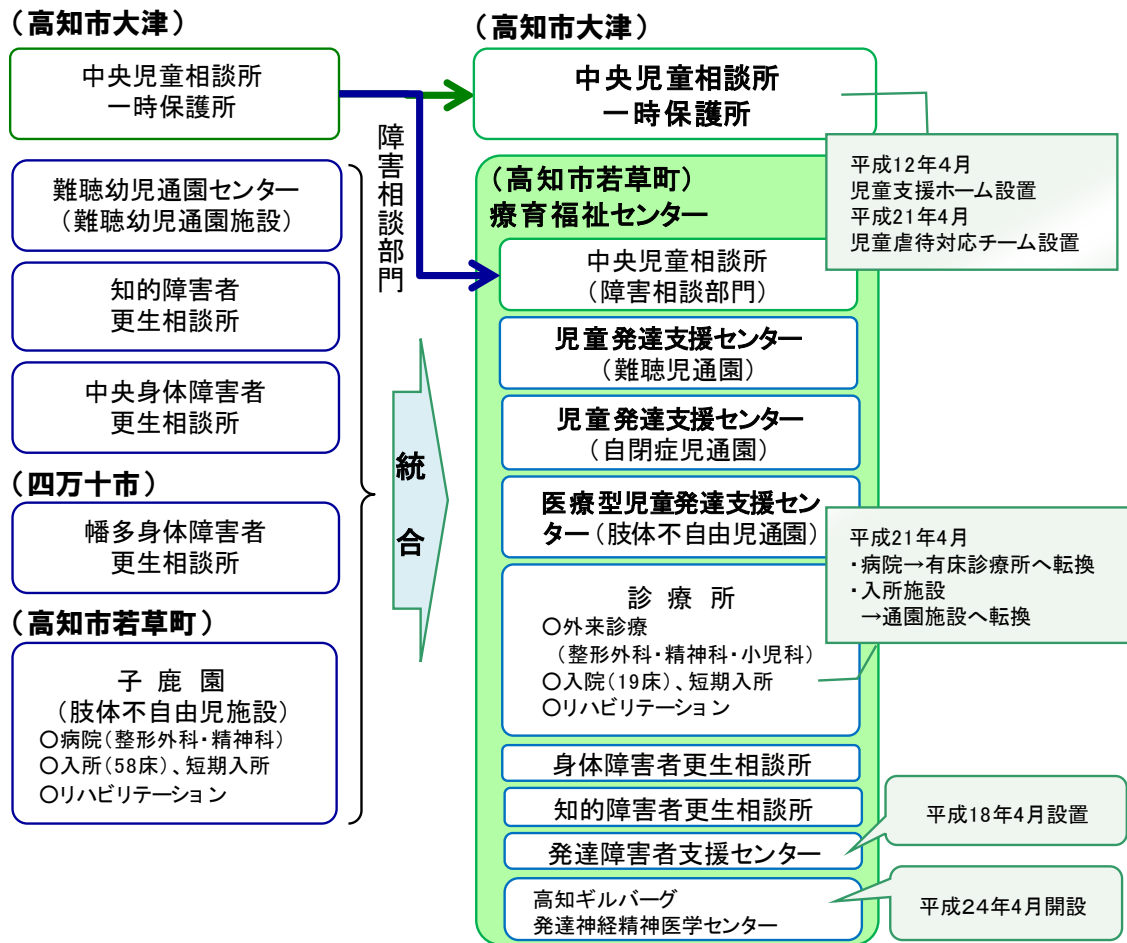 (高知市大津)
中央児童相談所
一時保護所
難聴幼児通園センター
(難聴幼児通園施設)
知的障害者
更生相談所
中央身体障害者
更生相談所
(四万十市)
幡多身体障害者
更生相談所
(高知市若草町)
子 鹿 園
(肢体不自由児施設)
○病院(整形外科・精神科)
○入所(58床)、短期入所
○リハビリテーション
障害相談部門
統合
(高知市大津)
中央児童相談所
一時保護所
(高知市若草町)
療育福祉センター
中央児童相談所
(障害相談部門)
児童発達支援センター
(難聴児通園)
児童発達支援センター
(自閉症児通園)
医療型児童発達支援セン
ター(肢体不自由児通園)
診 療 所
○外来診療
(整形外科・精神科・小児科)
○入院(19床)、短期入所
○リハビリテーション
身体障害者更生相談所
知的障害者更生相談所
発達障害者支援センター
高知ギルバーグ
発達神経精神医学センター
平成12年4月
児童支援ホーム設置
平成21年4月
児童虐待対応チーム設置
平成21年4月
・病院→有床診療所へ転換
・入所施設
→通園施設へ転換
平成18年4月設置
平成24年4月開設